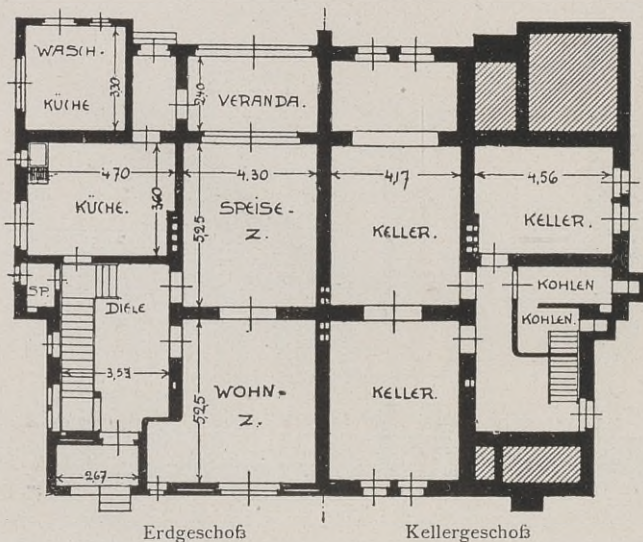 WASCH-
KÜCHE
3,30
2,40
VERANDA.
4.70
KÜCHE.
3,60
4.30
SPEISE-
Z.
5,25
4,17
KELLER.
4,56
KELLER.
SP.
DIELE
3,53
KOHLEN
KOHLEN.
WOHN-
Z.
5,25
KELLER.
2,67
Erdgeschoß
Kellergeschoß